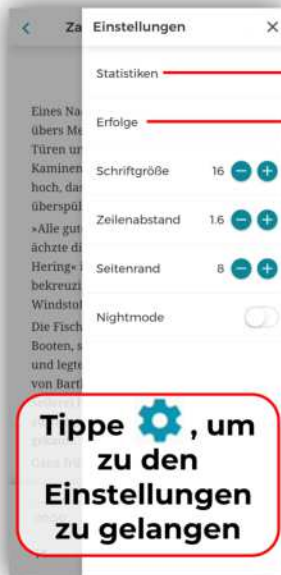 Za Einstellungen
Statistiken
Eines Na
übers Me
Erfolge
Türen un
Kaminen
Schriftgröße 16
hoch, das
überspül
»Alle gut
Zeilenabstand 1.6
ächzte di
Hering«
Seitenrand 8
bekreuzi
Windstoß
Nightmode
Die Fisch
Booten, s
und legte
von Bart
Tippe , um
zu den
Einstellungen
zu gelangen